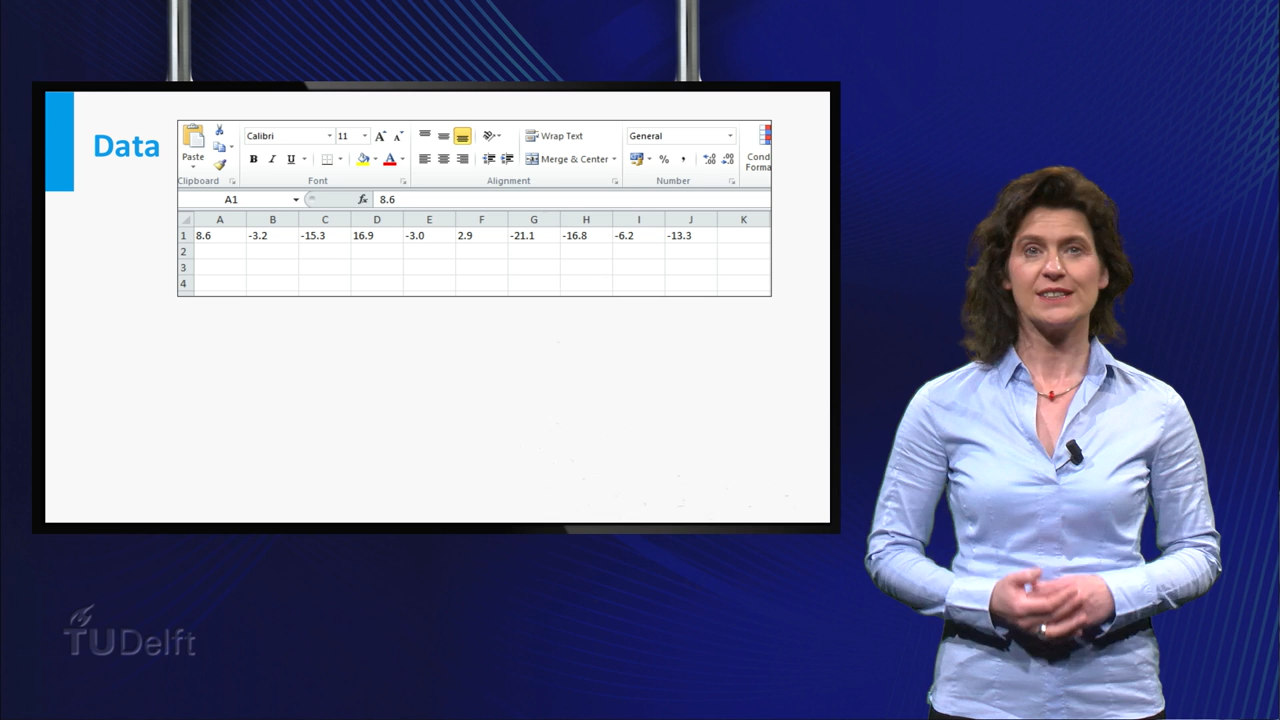 Data
Calibri 11 Wrap Text General
Paste B I U Merge & Center % , Cond
Forma
Clipboard Font Alignment Number
A1 fx 8.6
A B C D E F G H I J K
1 8.6 -3.2 -15.3 16.9 -3.0 2.9 -21.1 -16.8 -6.2 -13.3
2
3
4
TUDelft